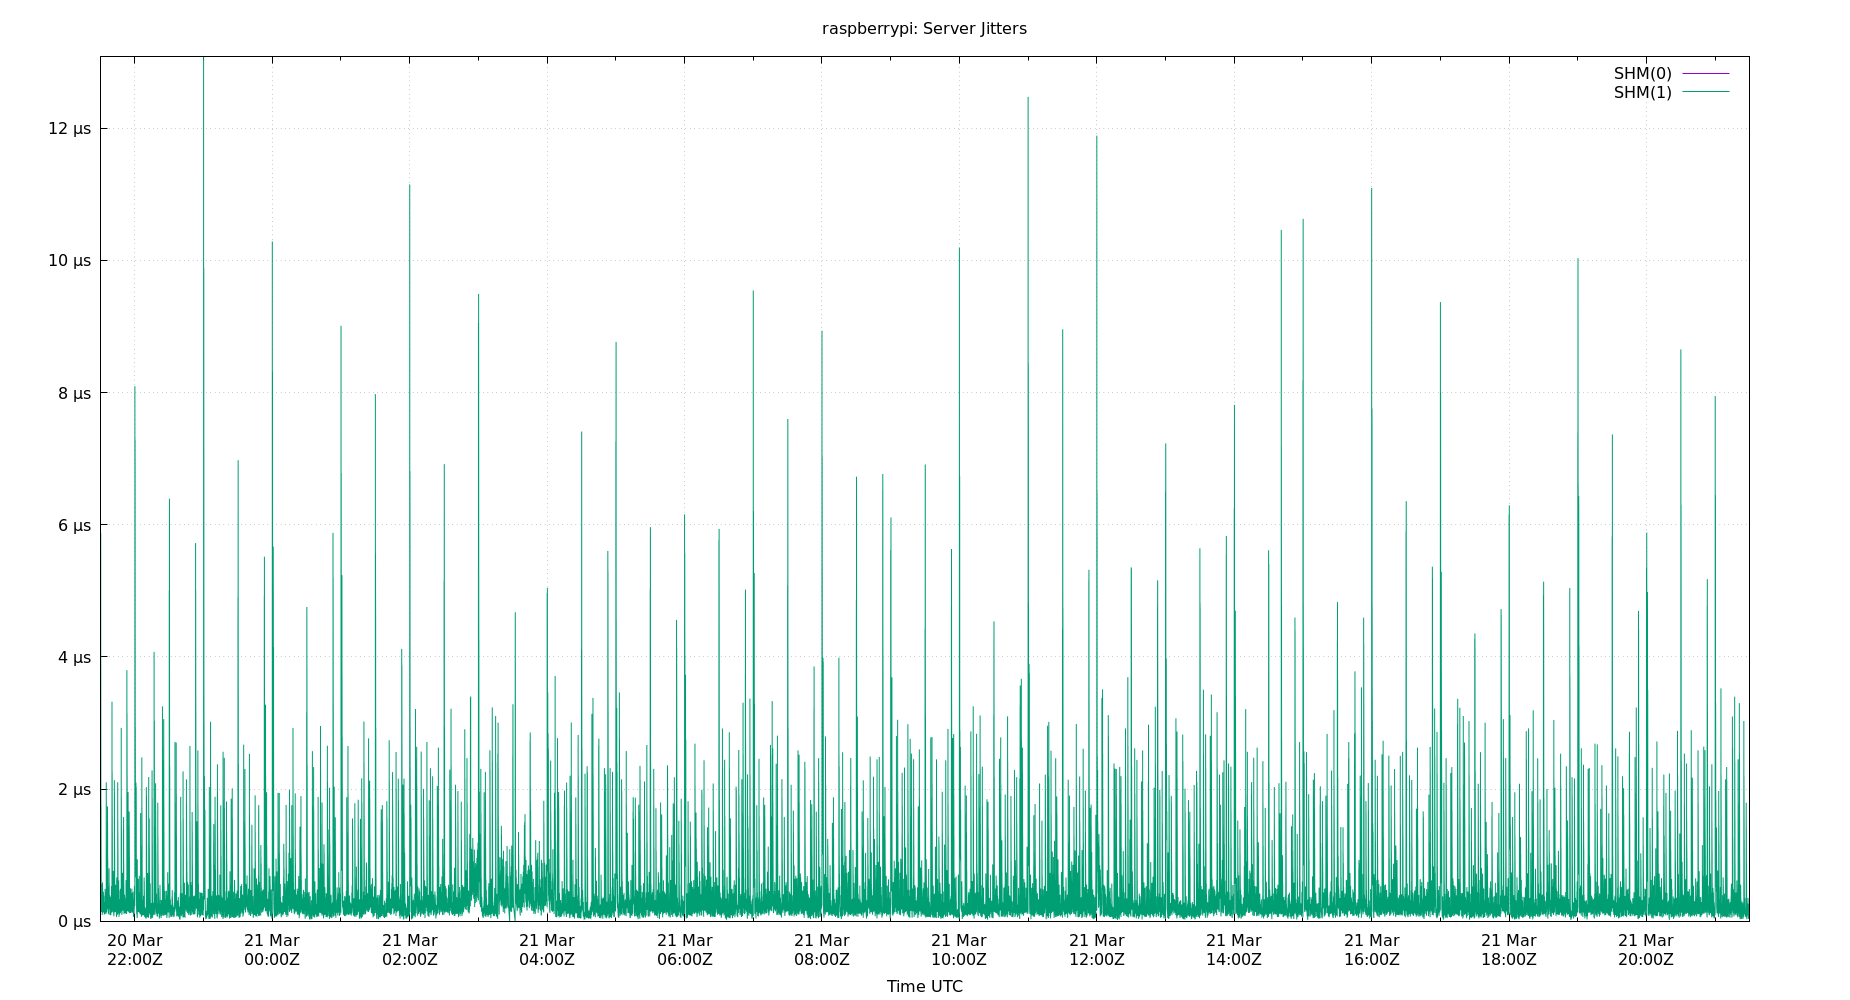 raspberrypi: Server Jitters
SHM(0)
SHM(1)
12 µs
10 µs
8 µs
6 µs
4 µs
2 µs
0 µs
20 Mar 21 Mar 21 Mar 21 Mar 21 Mar 21 Mar 21 Mar 21 Mar 21 Mar 21 Mar 21 Mar 21 Mar
22:00Z 00:00Z 02:00Z 04:00Z 06:00Z 08:00Z 10:00Z 12:00Z 14:00Z 16:00Z 18:00Z 20:00Z
Time UTC